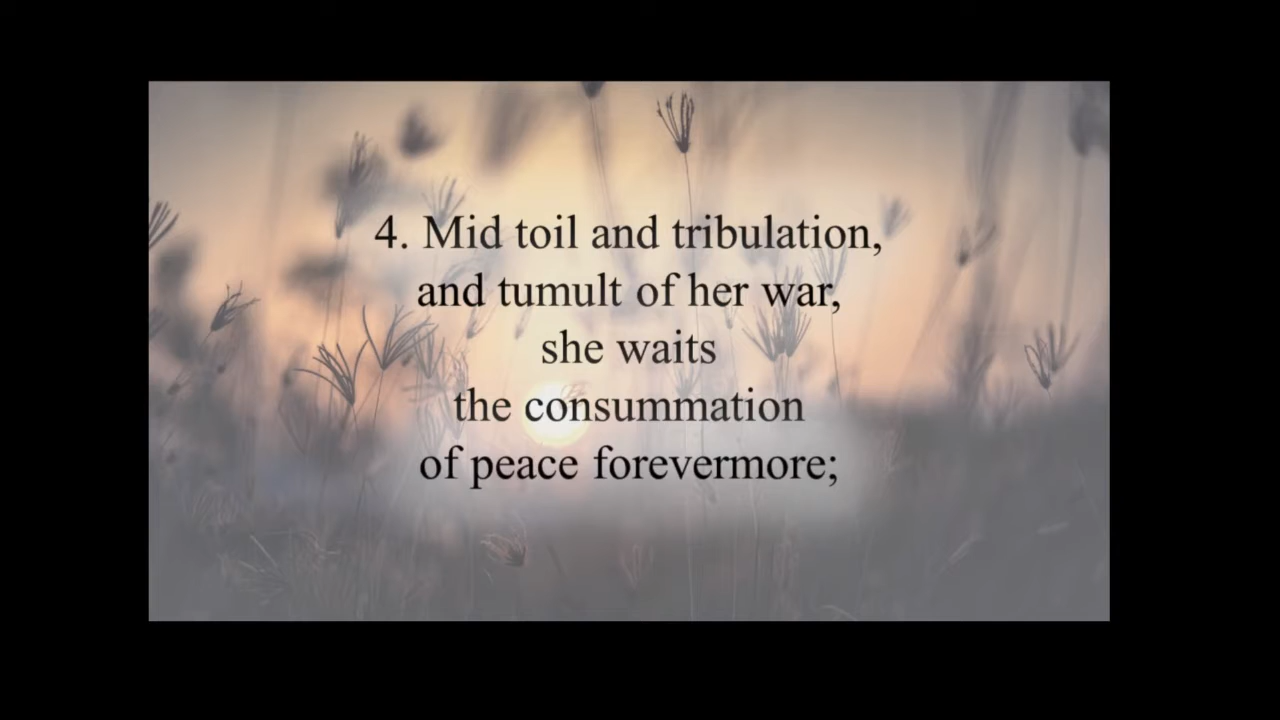 4. Mid toil and tribulation,
and tumult of her war,
she waits
the consummation
of peace forevermore;